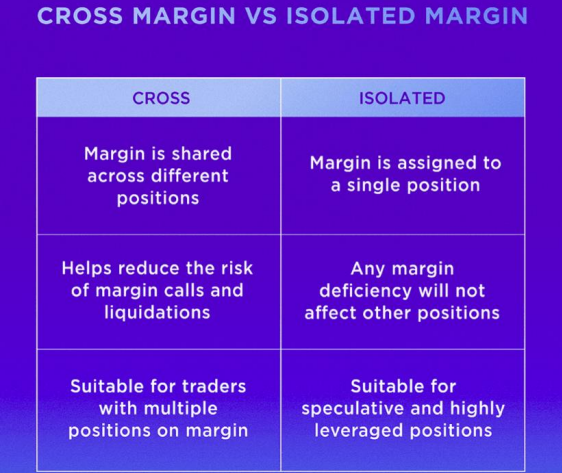 CROSS MARGIN VS ISOLATED MARGIN
CROSS
ISOLATED
Margin is shared
across different
positions
Margin is assigned to
a single position
Helps reduce the risk
of margin calls and
liquidations
Any margin
deficiency will not
affect other positions
Suitable for traders
with multiple
positions on margin
Suitable for
speculative and highly
leveraged positions